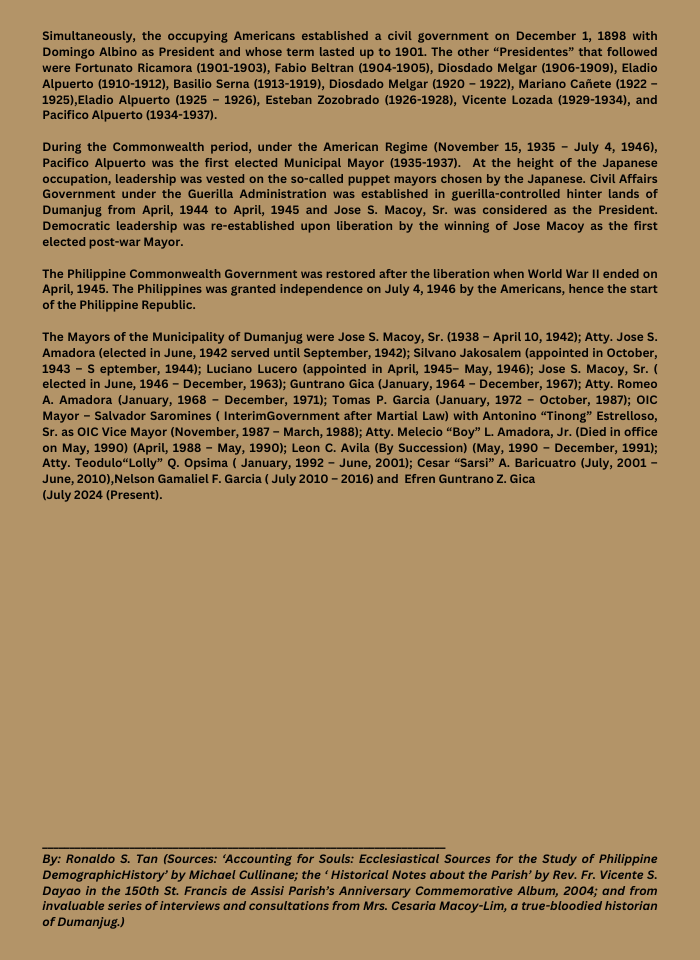 Simultaneously, the occupying Americans established a civil government on December 1, 1898 with
Domingo Albino as President and whose term lasted up to 1901. The other “Presidentes” that followed
were Fortunato Ricamora (1901-1903), Fabio Beltran (1904-1905), Diosdado Melgar (1906-1909), Eladio
Alpuerto (1910-1912), Basilio Serna (1913-1919), Diosdado Melgar (1920 – 1922), Mariano Cañete (1922 –
1925),Eladio Alpuerto (1925 – 1926), Esteban Zozobrado (1926-1928), Vicente Lozada (1929-1934), and
Pacifico Alpuerto (1934-1937).
During the Commonwealth period, under the American Regime (November 15, 1935 – July 4, 1946),
Pacifico Alpuerto was the first elected Municipal Mayor (1935-1937).  At the height of the Japanese
occupation, leadership was vested on the so-called puppet mayors chosen by the Japanese. Civil Affairs
Government under the Guerilla Administration was established in guerilla-controlled hinter lands of
Dumanjug from April, 1944 to April, 1945 and Jose S. Macoy, Sr. was considered as the President.
Democratic leadership was re-established upon liberation by the winning of Jose Macoy as the first
elected post-war Mayor.
The Philippine Commonwealth Government was restored after the liberation when World War II ended on
April, 1945. The Philippines was granted independence on July 4, 1946 by the Americans, hence the start
of the Philippine Republic.
The Mayors of the Municipality of Dumanjug were Jose S. Macoy, Sr. (1938 – April 10, 1942); Atty. Jose S.
Amadora (elected in June, 1942 served until September, 1942); Silvano Jakosalem (appointed in October,
1943 – S eptember, 1944); Luciano Lucero (appointed in April, 1945– May, 1946); Jose S. Macoy, Sr. (
elected in June, 1946 – December, 1963); Guntrano Gica (January, 1964 – December, 1967); Atty. Romeo
A. Amadora (January, 1968 – December, 1971); Tomas P. Garcia (January, 1972 – October, 1987); OIC
Mayor – Salvador Saromines ( InterimGovernment after Martial Law) with Antonino “Tinong” Estrelloso,
Sr. as OIC Vice Mayor (November, 1987 – March, 1988); Atty. Melecio “Boy” L. Amadora, Jr. (Died in office
on May, 1990) (April, 1988 – May, 1990); Leon C. Avila (By Succession) (May, 1990 – December, 1991);
Atty. Teodulo“Lolly” Q. Opsima ( January, 1992 – June, 2001); Cesar “Sarsi” A. Baricuatro (July, 2001 –
June, 2010),Nelson Gamaliel F. Garcia ( July 2010 – 2016) and  Efren Guntrano Z. Gica
(July 2024 (Present).
By: Ronaldo S. Tan (Sources: ‘Accounting for Souls: Ecclesiastical Sources for the Study of Philippine
DemographicHistory’ by Michael Cullinane; the ‘ Historical Notes about the Parish’ by Rev. Fr. Vicente S.
Dayao in the 150th St. Francis de Assisi Parish’s Anniversary Commemorative Album, 2004; and from
invaluable series of interviews and consultations from Mrs. Cesaria Macoy-Lim, a true-bloodied historian
of Dumanjug.)